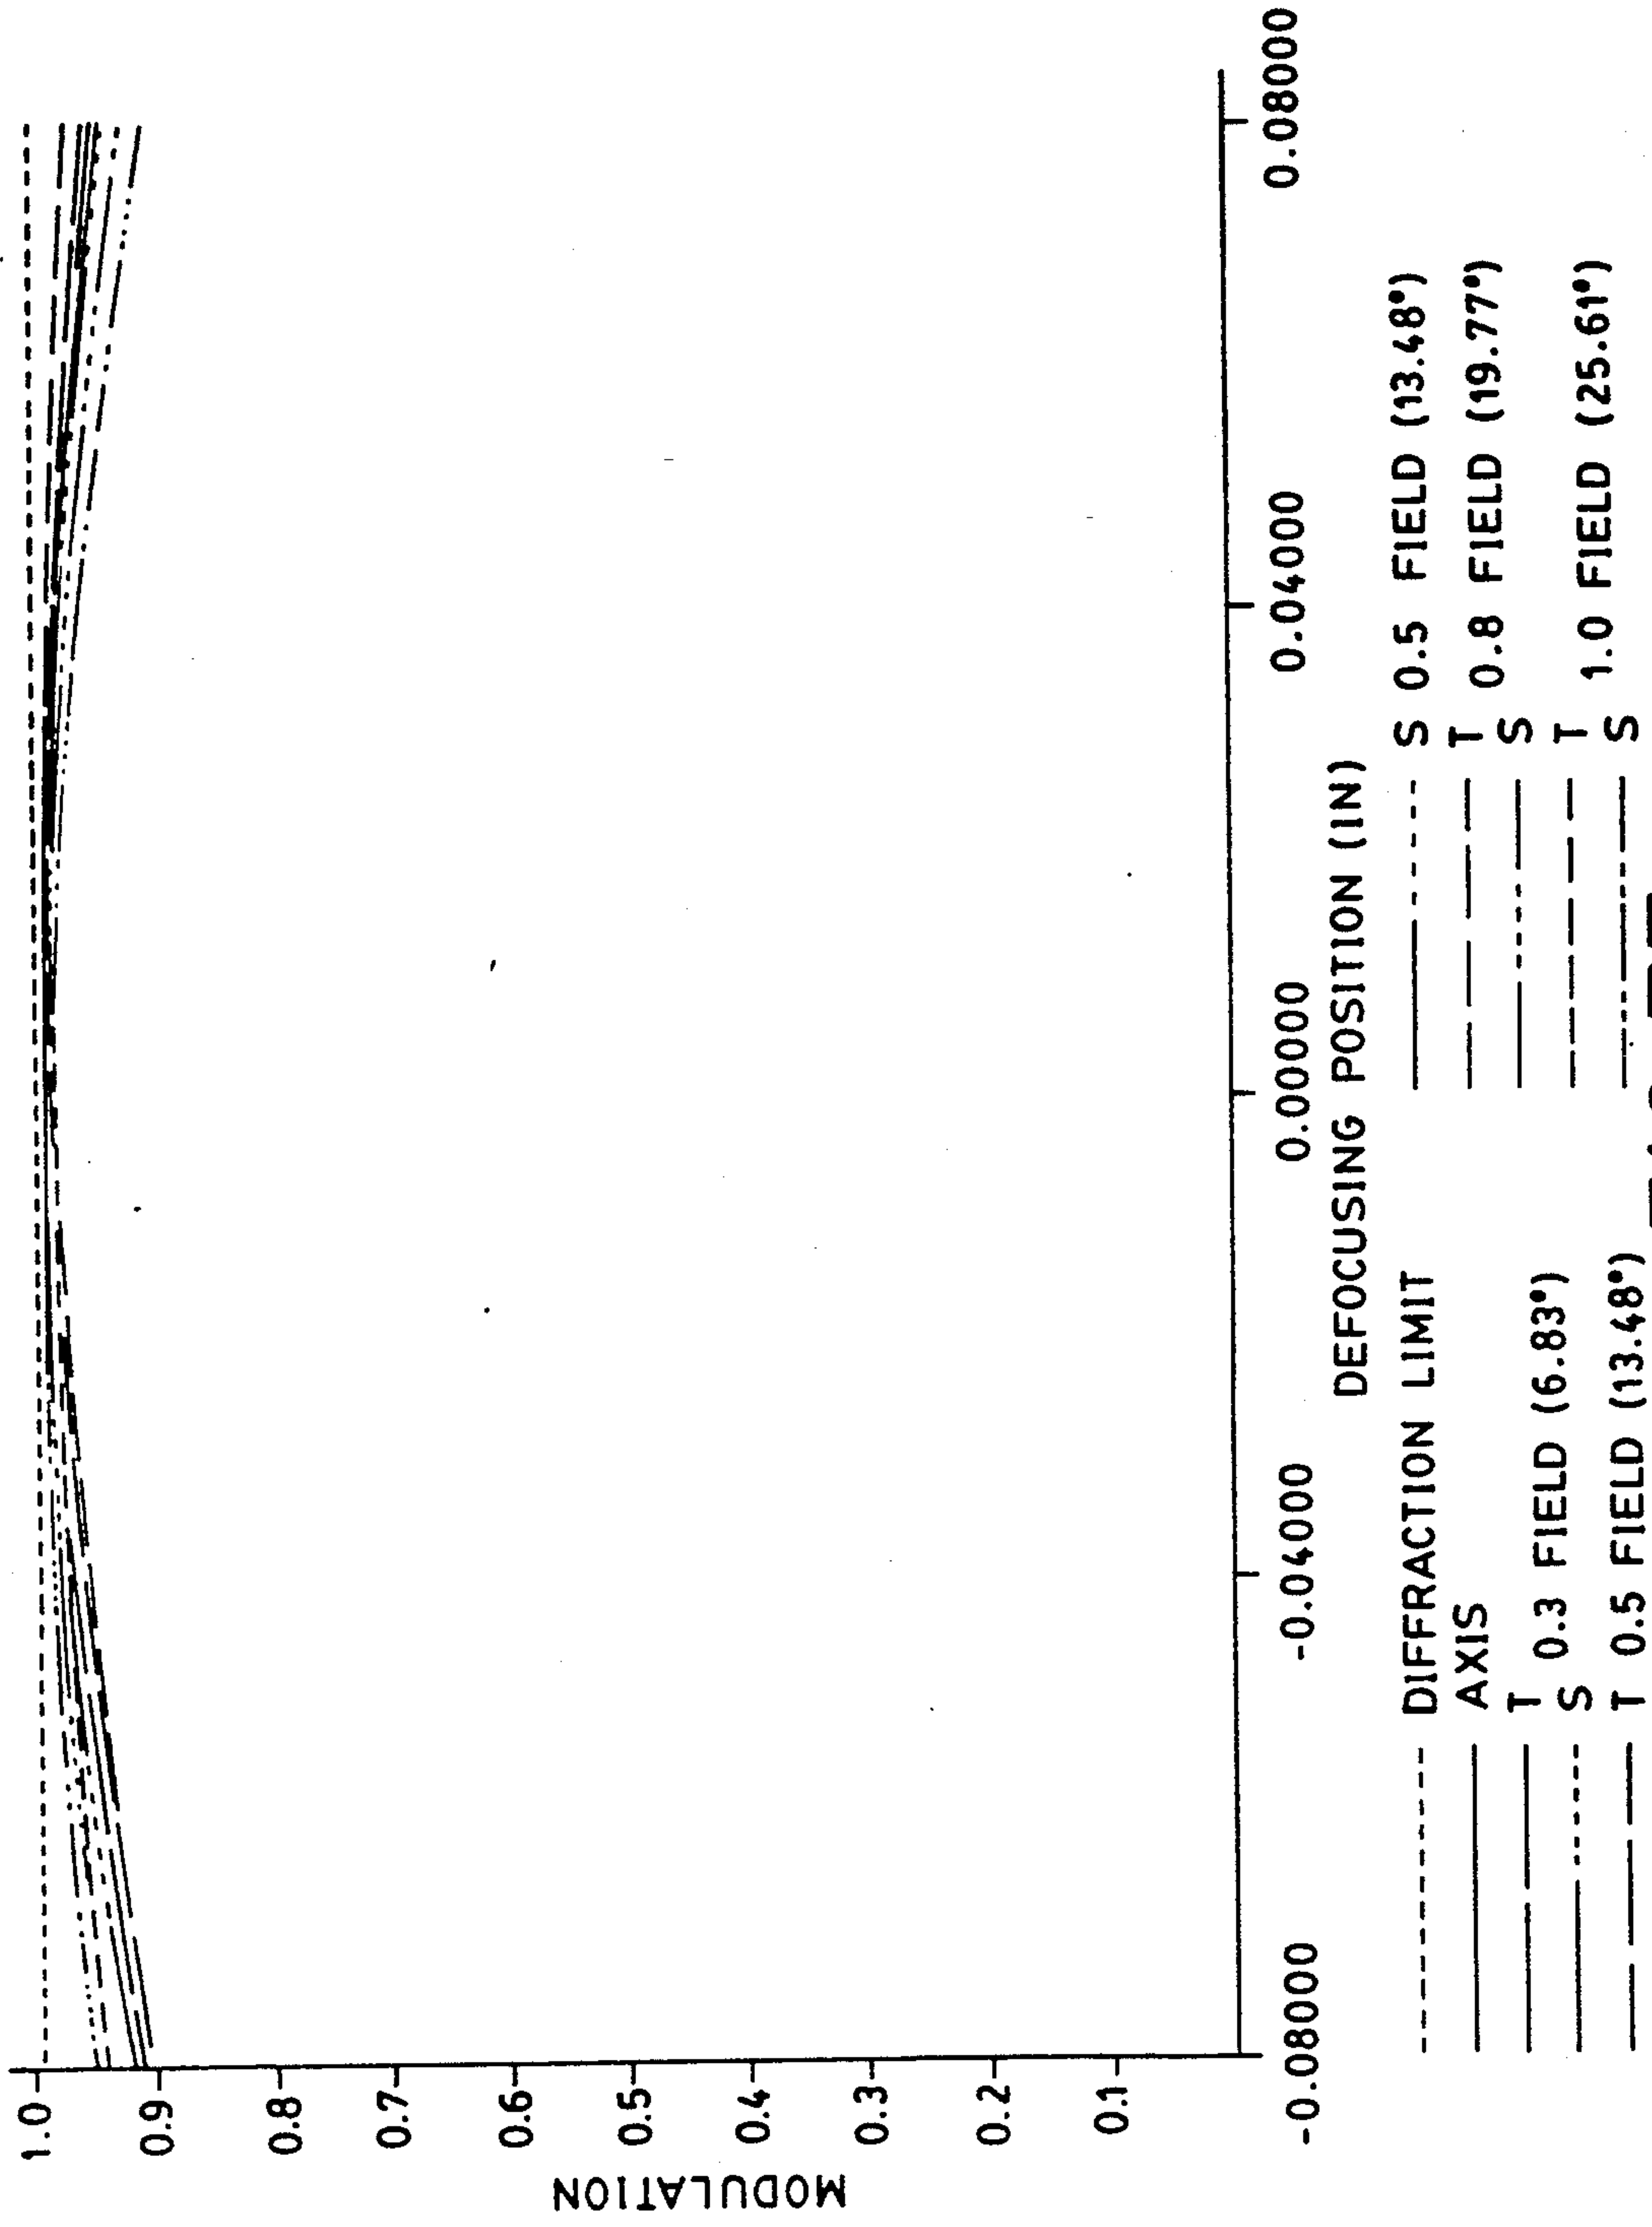 MODULATION
1.0
0.9
0.8
0.7
0.6
0.5
0.4
0.3
0.2
0.1
-0.08000 -0.04000 0.00000 0.04000 0.08000
DEFOCUSING POSITION (IN)
DIFFRACTION LIMIT
AXIS
T
S 0.3 FIELD (6.83°)
T 0.5 FIELD (13.48°)
S 0.5 FIELD (13.48°)
T
S 0.8 FIELD (19.77°)
T
S 1.0 FIELD (25.61°)